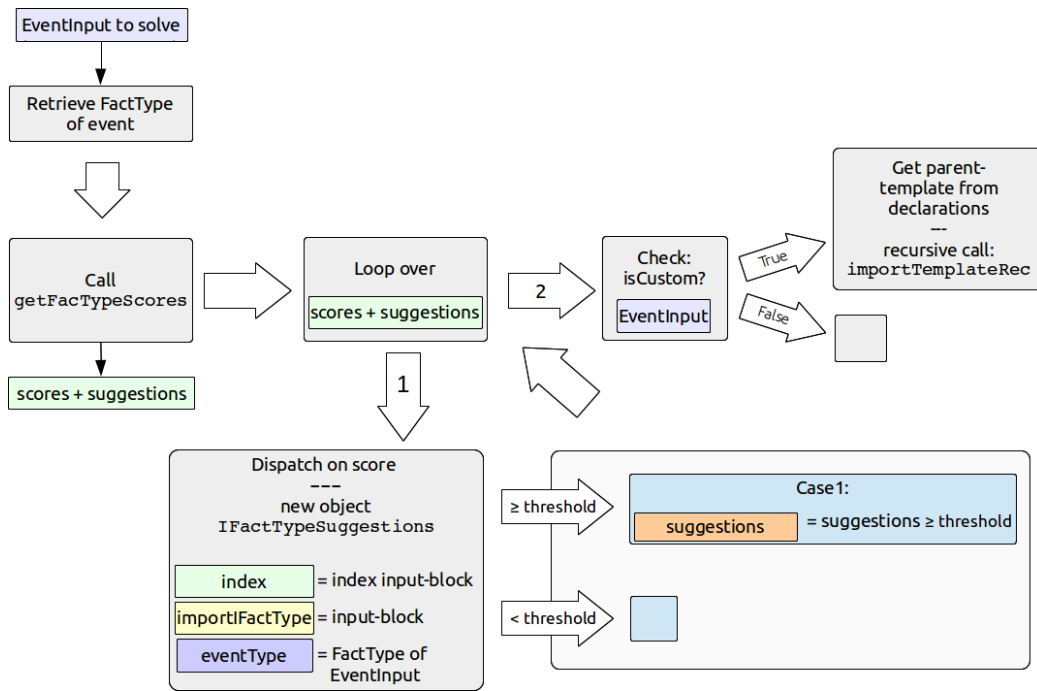 EventInput to solve
Retrieve FactType
of event
Call
getFacTypeScores
scores + suggestions
Loop over
scores + suggestions
1
2
Check:
isCustom?
EventInput
True
False
Get parent-
template from
declarations
---
recursive call:
importTemplateRec
Dispatch on score
---
new object
IFactTypeSuggestions
index = index input-block
importIFactType = input-block
eventType = FactType of
EventInput
≥ threshold
< threshold
Case1:
suggestions = suggestions ≥ threshold